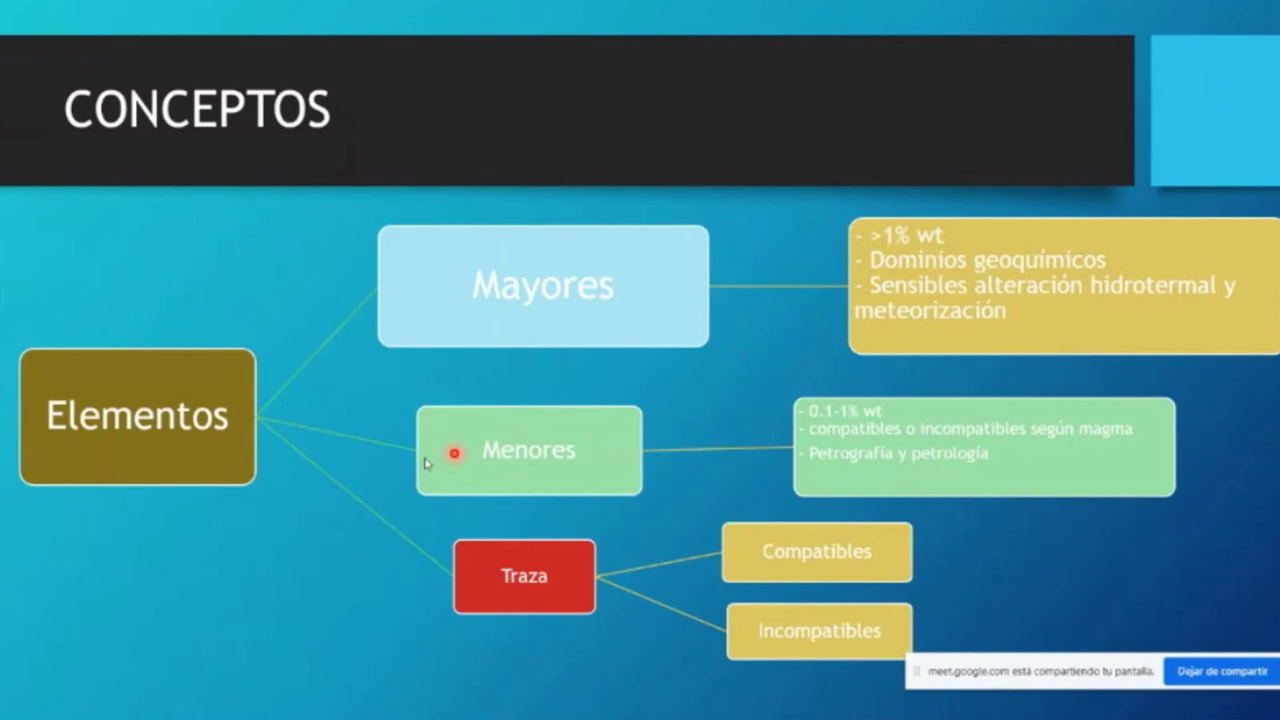 CONCEPTOS
Elementos
Mayores
- >1% wt
- Dominios geoquímicos
- Sensibles alteración hidrotermal y
meteorización
Menores
- 0.1-1% wt
- compatibles o incompatibles según magma
- Petrografía y petrología
Traza
Compatibles
Incompatibles
meet.google.com está compartiendo tu pantalla.
Dejar de compartir